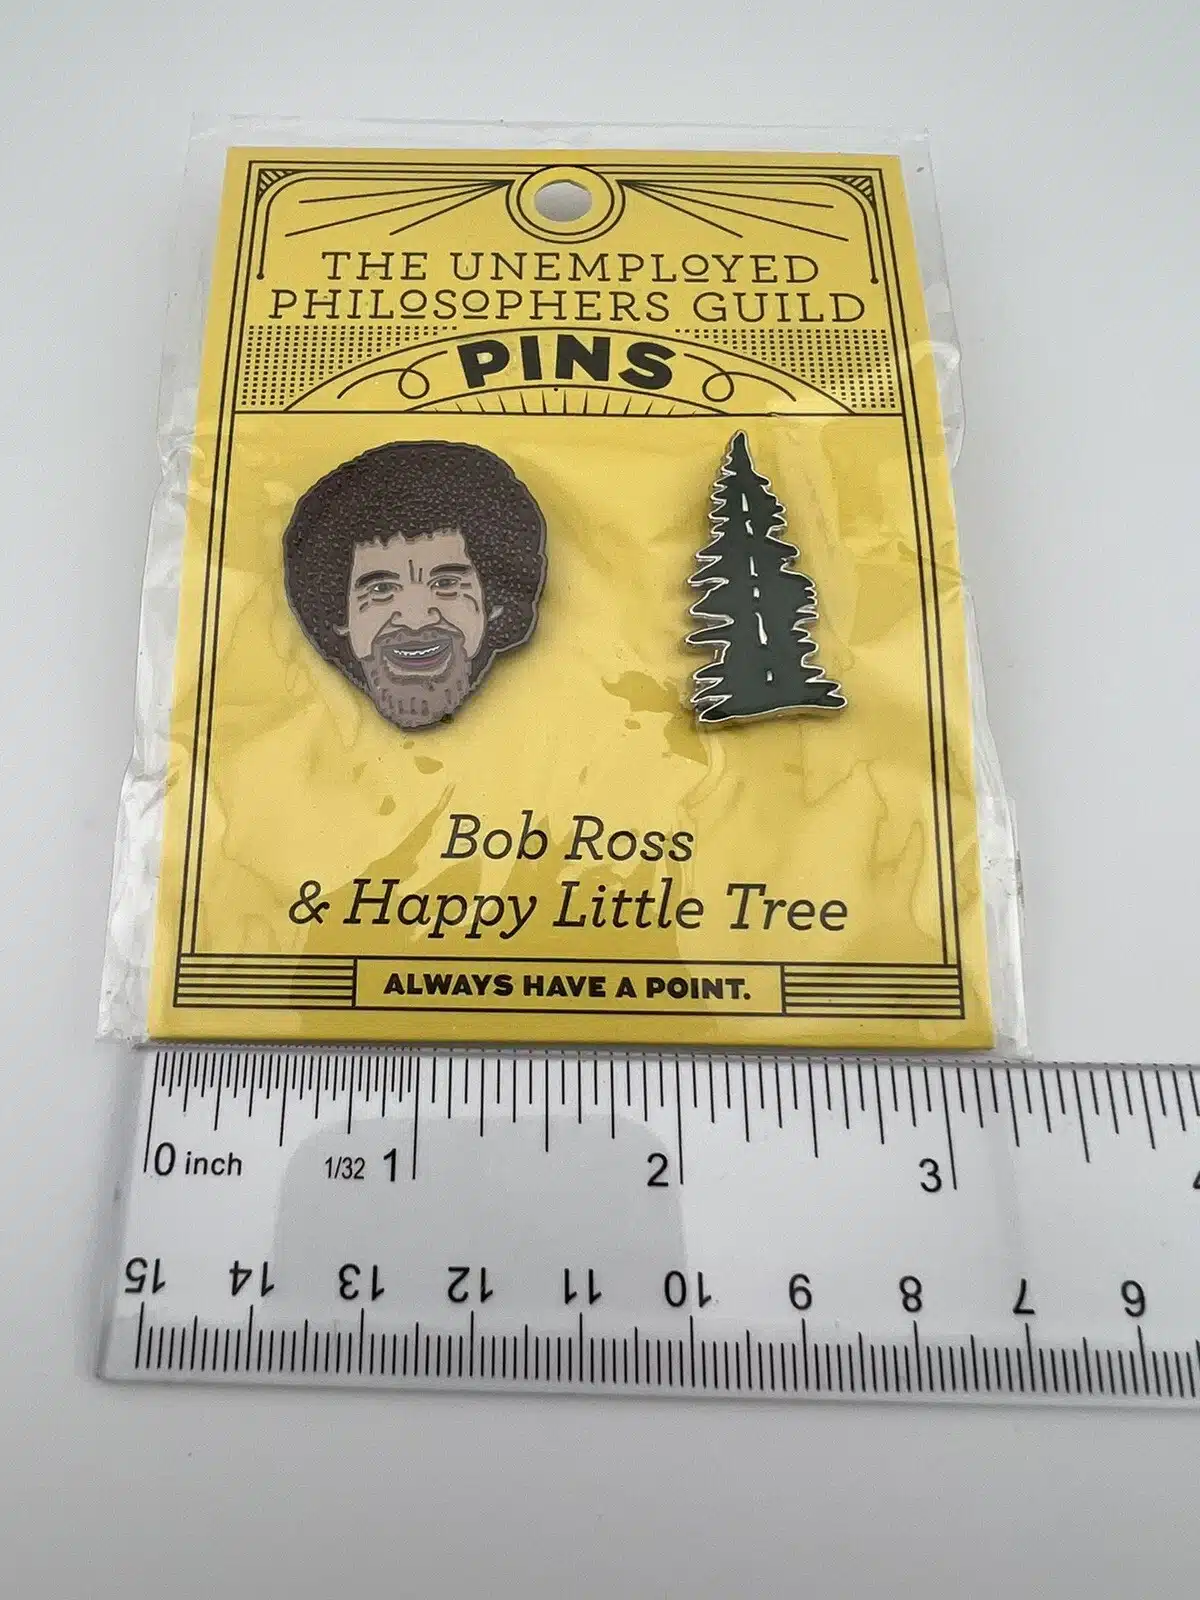 THE UNEMPLOYED
PHILOSOPHERS GUILD
PINS
Bob Ross
& Happy Little Tree
ALWAYS HAVE A POINT.
0 inch 1/32 1 2 3
15 14 13 12 11 10 9 8 7 6